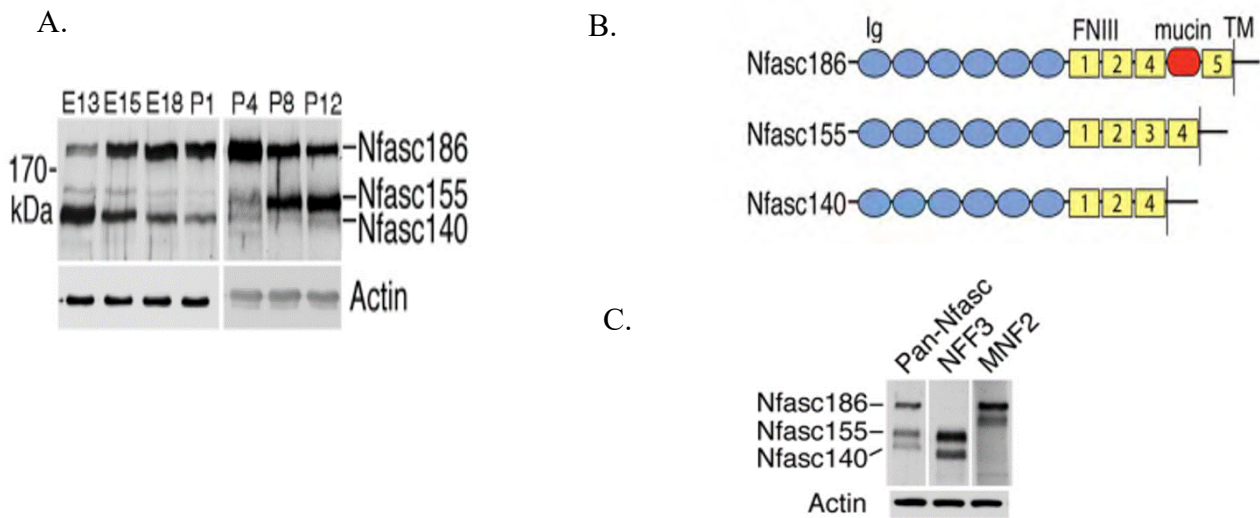 A.
E13 E15 E18 P1 P4 P8 P12
170-
kDa
-Nfasc186
-Nfasc155
-Nfasc140
Actin
B.
Ig FNIII mucin TM
Nfasc186 1 2 4 5
Nfasc155 1 2 3 4
Nfasc140 1 2 4
C.
Pan-Nfasc NFF3 MNF2
Nfasc186-
Nfasc155-
Nfasc140
Actin